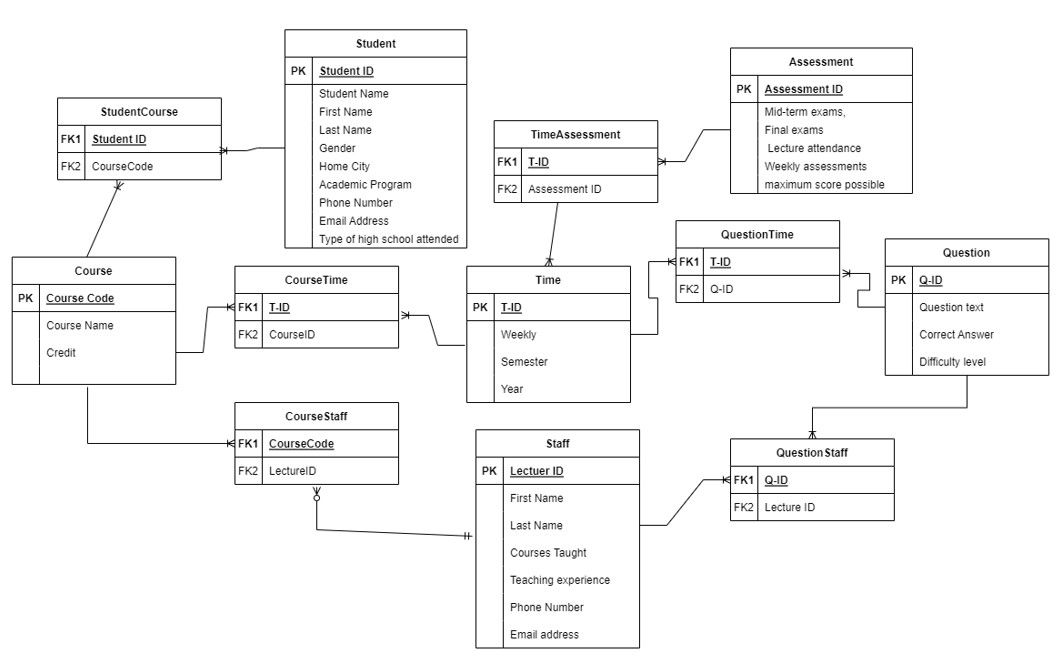 Student
PK Student ID
Student Name
First Name
Last Name
Gender
Home City
Academic Program
Phone Number
Email Address
Type of high school attended
Assessment
PK Assessment ID
Mid-term exams,
Final exams
Lecture attendance
Weekly assessments
maximum score possible
StudentCourse
FK1 Student ID
FK2 CourseCode
TimeAssessment
FK1 T-ID
FK2 Assessment ID
QuestionTime
FK1 T-ID
FK2 Q-ID
Question
PK Q-ID
Question text
Correct Answer
Difficulty level
Course
PK Course Code
Course Name
Credit
CourseTime
FK1 T-ID
FK2 CourseID
Time
PK T-ID
Weekly
Semester
Year
CourseStaff
FK1 CourseCode
FK2 LectureID
Staff
PK Lectuer ID
First Name
Last Name
Courses Taught
Teaching experience
Phone Number
Email address
QuestionStaff
FK1 Q-ID
FK2 Lecture ID